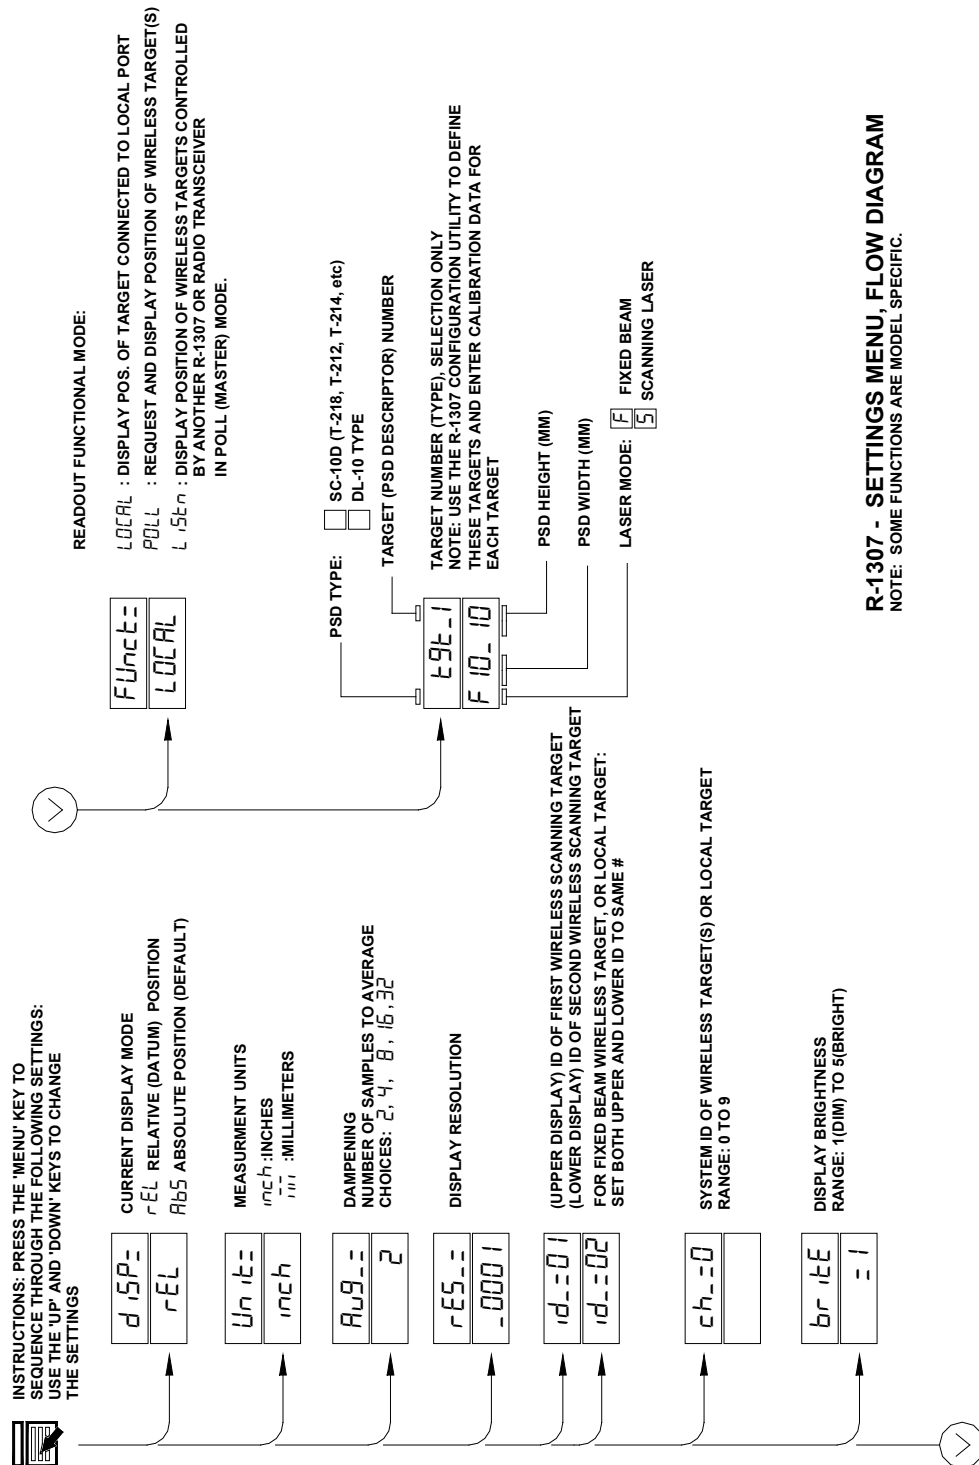 INSTRUCTIONS: PRESS THE 'MENU' KEY TO
SEQUENCE THROUGH THE FOLLOWING SETTINGS:
USE THE 'UP' AND 'DOWN' KEYS TO CHANGE
THE SETTINGS
diSP=
rEL
CURRENT DISPLAY MODE
rEL RELATIVE (DATUM) POSITION
AbS ABSOLUTE POSITION (DEFAULT)
Unit=
inch
MEASURMENT UNITS
inch :INCHES
:MILLIMETERS
Aug_=
2
DAMPENING
NUMBER OF SAMPLES TO AVERAGE
CHOICES: 2, 4, 8, 16, 32
rES_=
_0001
DISPLAY RESOLUTION
id_=01
id_=02
(UPPER DISPLAY) ID OF FIRST WIRELESS SCANNING TARGET
(LOWER DISPLAY) ID OF SECOND WIRELESS SCANNING TARGET
FOR FIXED BEAM WIRELESS TARGET, OR LOCAL TARGET:
SET BOTH UPPER AND LOWER ID TO SAME #
ch_=0
SYSTEM ID OF WIRELESS TARGET(S) OR LOCAL TARGET
RANGE: 0 TO 9
britE
= 1
DISPLAY BRIGHTNESS
RANGE: 1(DIM) TO 5(BRIGHT)
FUnct=
LOCAL
READOUT FUNCTIONAL MODE:
LOCAL : DISPLAY POS. OF TARGET CONNECTED TO LOCAL PORT
POLL : REQUEST AND DISPLAY POSITION OF WIRELESS TARGET(S)
LiStn : DISPLAY POSITION OF WIRELESS TARGETS CONTROLLED
BY ANOTHER R-1307 OR RADIO TRANSCEIVER
IN POLL (MASTER) MODE.
PSD TYPE:
SC-10D (T-218, T-212, T-214, etc)
DL-10 TYPE
TARGET (PSD DESCRIPTOR) NUMBER
tgt_1
F 10_ 10
TARGET NUMBER (TYPE), SELECTION ONLY
NOTE: USE THE R-1307 CONFIGURATION UTILITY TO DEFINE
THESE TARGETS AND ENTER CALIBRATION DATA FOR
EACH TARGET
PSD HEIGHT (MM)
PSD WIDTH (MM)
LASER MODE: F FIXED BEAM
S SCANNING LASER
R-1307 - SETTINGS MENU, FLOW DIAGRAM
NOTE: SOME FUNCTIONS ARE MODEL SPECIFIC.